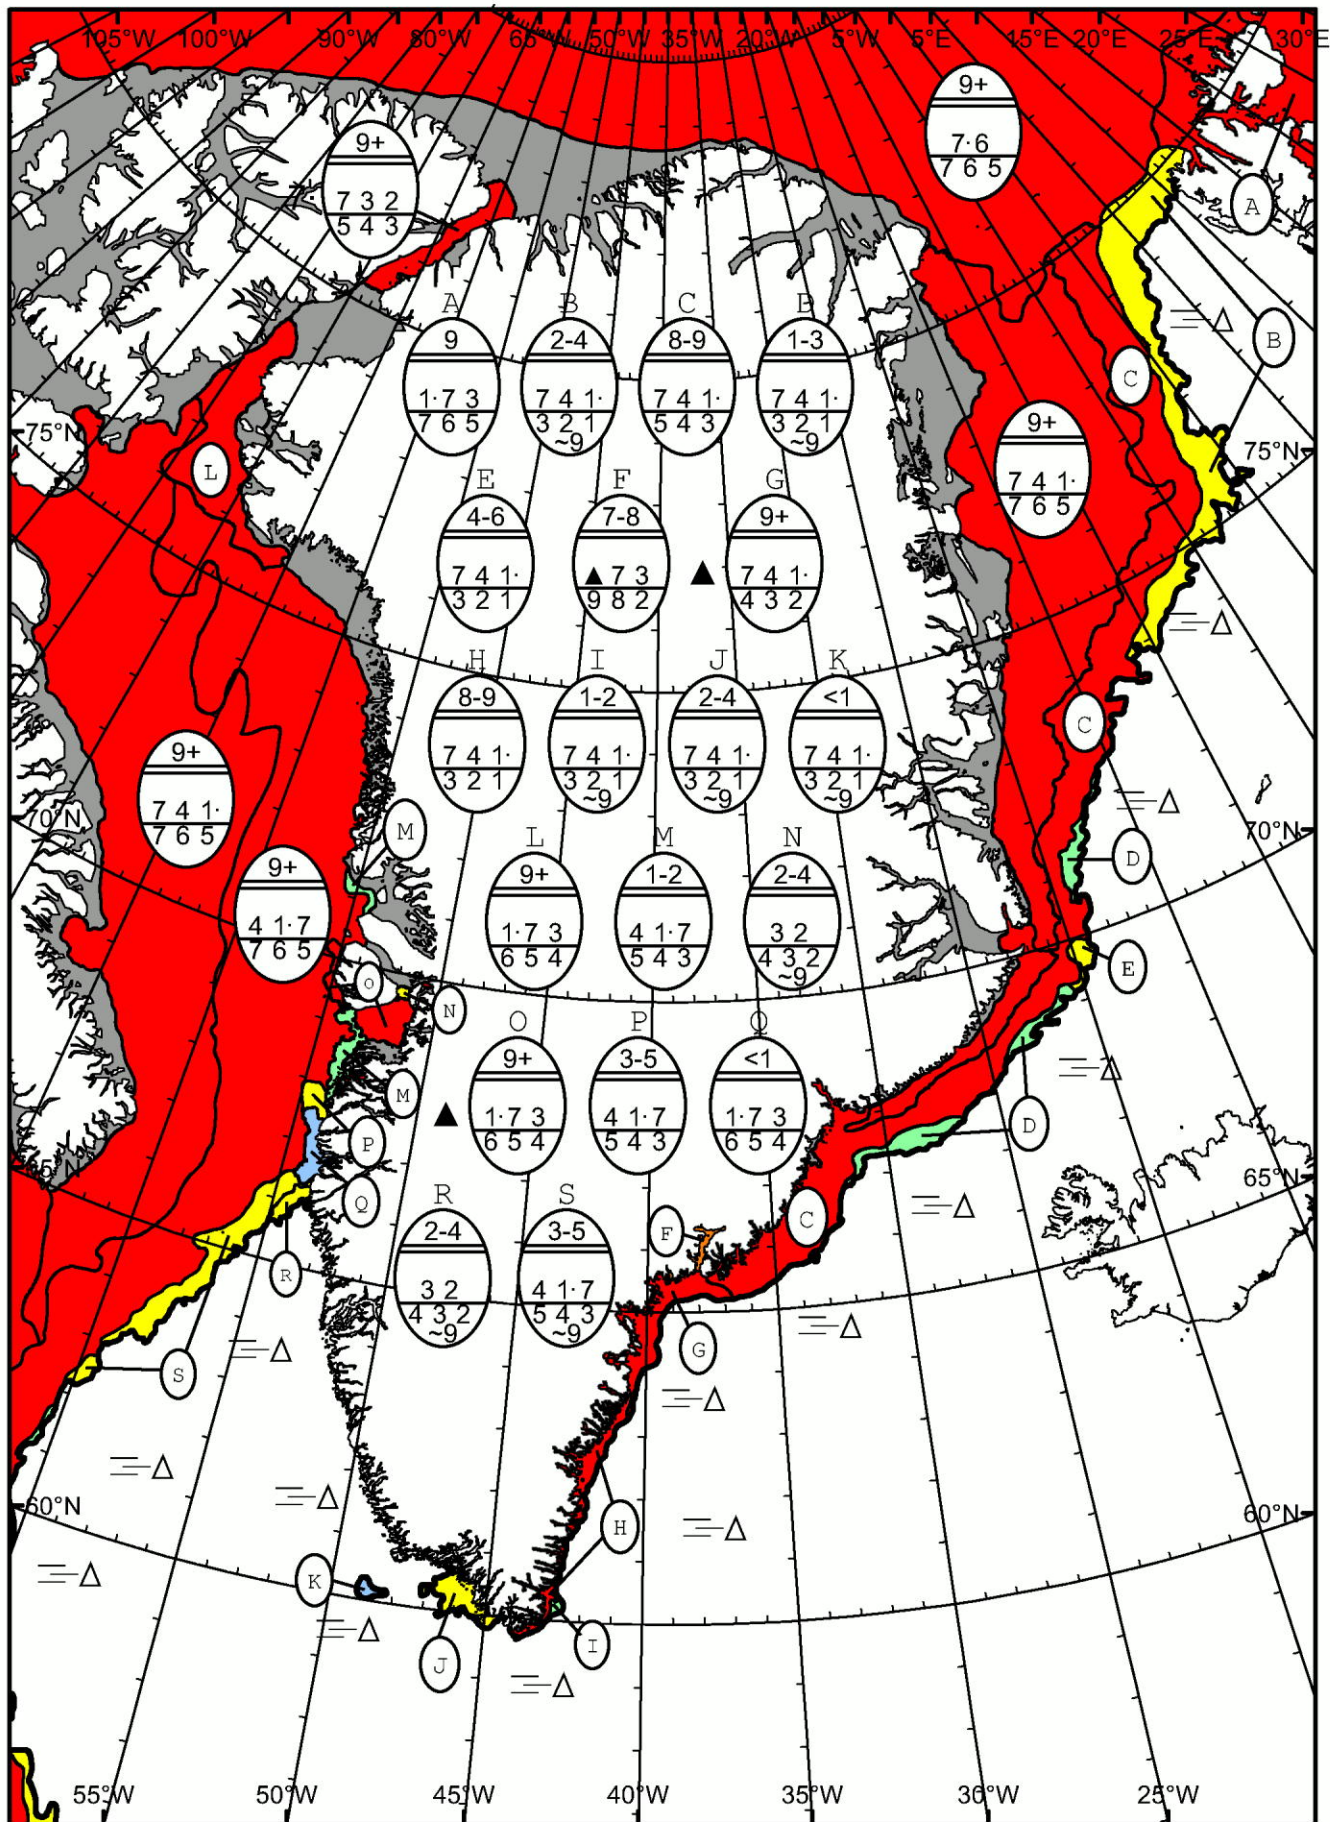 105°W 100°W 90°W 80°W 65°W 50°W 35°W 20°W 5°W 5°E 15°E 20°E 25°E 30°E
9+
7·6
7 6 5
9+
7 3 2
5 4 3
A
B
A B C D
9 2-4 8-9 1-3
1·7 3 7 4 1· 7 4 1· 7 4 1·
7 6 5 3 2 1 5 4 3 3 2 1
~9 ~9
C
75°N
L
75°N
9+
7 4 1·
7 6 5
E F G
4-6 7-8 9+
7 4 1· ▲ 7 3 ▲ 7 4 1·
3 2 1 9 8 2 4 3 2
H I J K
8-9 1-2 2-4 <1
7 4 1· 7 4 1· 7 4 1· 7 4 1·
3 2 1 3 2 1 3 2 1 3 2 1
~9 ~9 ~9
C
9+
7 4 1·
7 6 5
70°N
M
70°N
D
L M N
9+ 1-2 2-4
1·7 3 4 1·7 3 2
6 5 4 5 4 3 4 3 2
~9
9+
4 1·7
7 6 5
E
O
N
O P Q
9+ 3-5 <1
▲ 1·7 3 4 1·7 1·7 3
6 5 4 5 4 3 6 5 4
M
P
D
65°N
65°N
Q
R S
2-4 3-5
3 2 4 1·7
4 3 2 5 4 3
~9 ~9
F
C
R
G
S
60°N
60°N
H
K
I
J
55°W 50°W 45°W 40°W 35°W 30°W 25°W